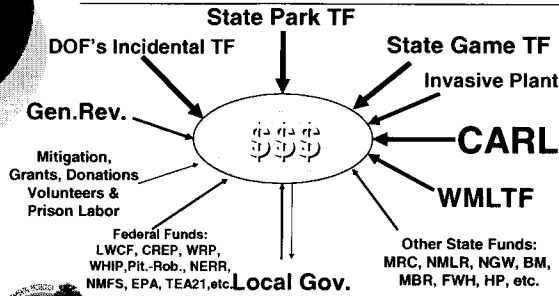 State Park TF
DOF's Incidental TF
State Game TF
Invasive Plant
Gen.Rev.
$$$
CARL
Mitigation,
Grants, Donations
Volunteers &
Prison Labor
WMLTF
Federal Funds:
LWCF, CREP, WRP,
WHIP,Pit.-Rob., NERR,
NMFS, EPA, TEA21,etc.
Local Gov.
Other State Funds:
MRC, NMLR, NGW, BM,
MBR, FWH, HP, etc.